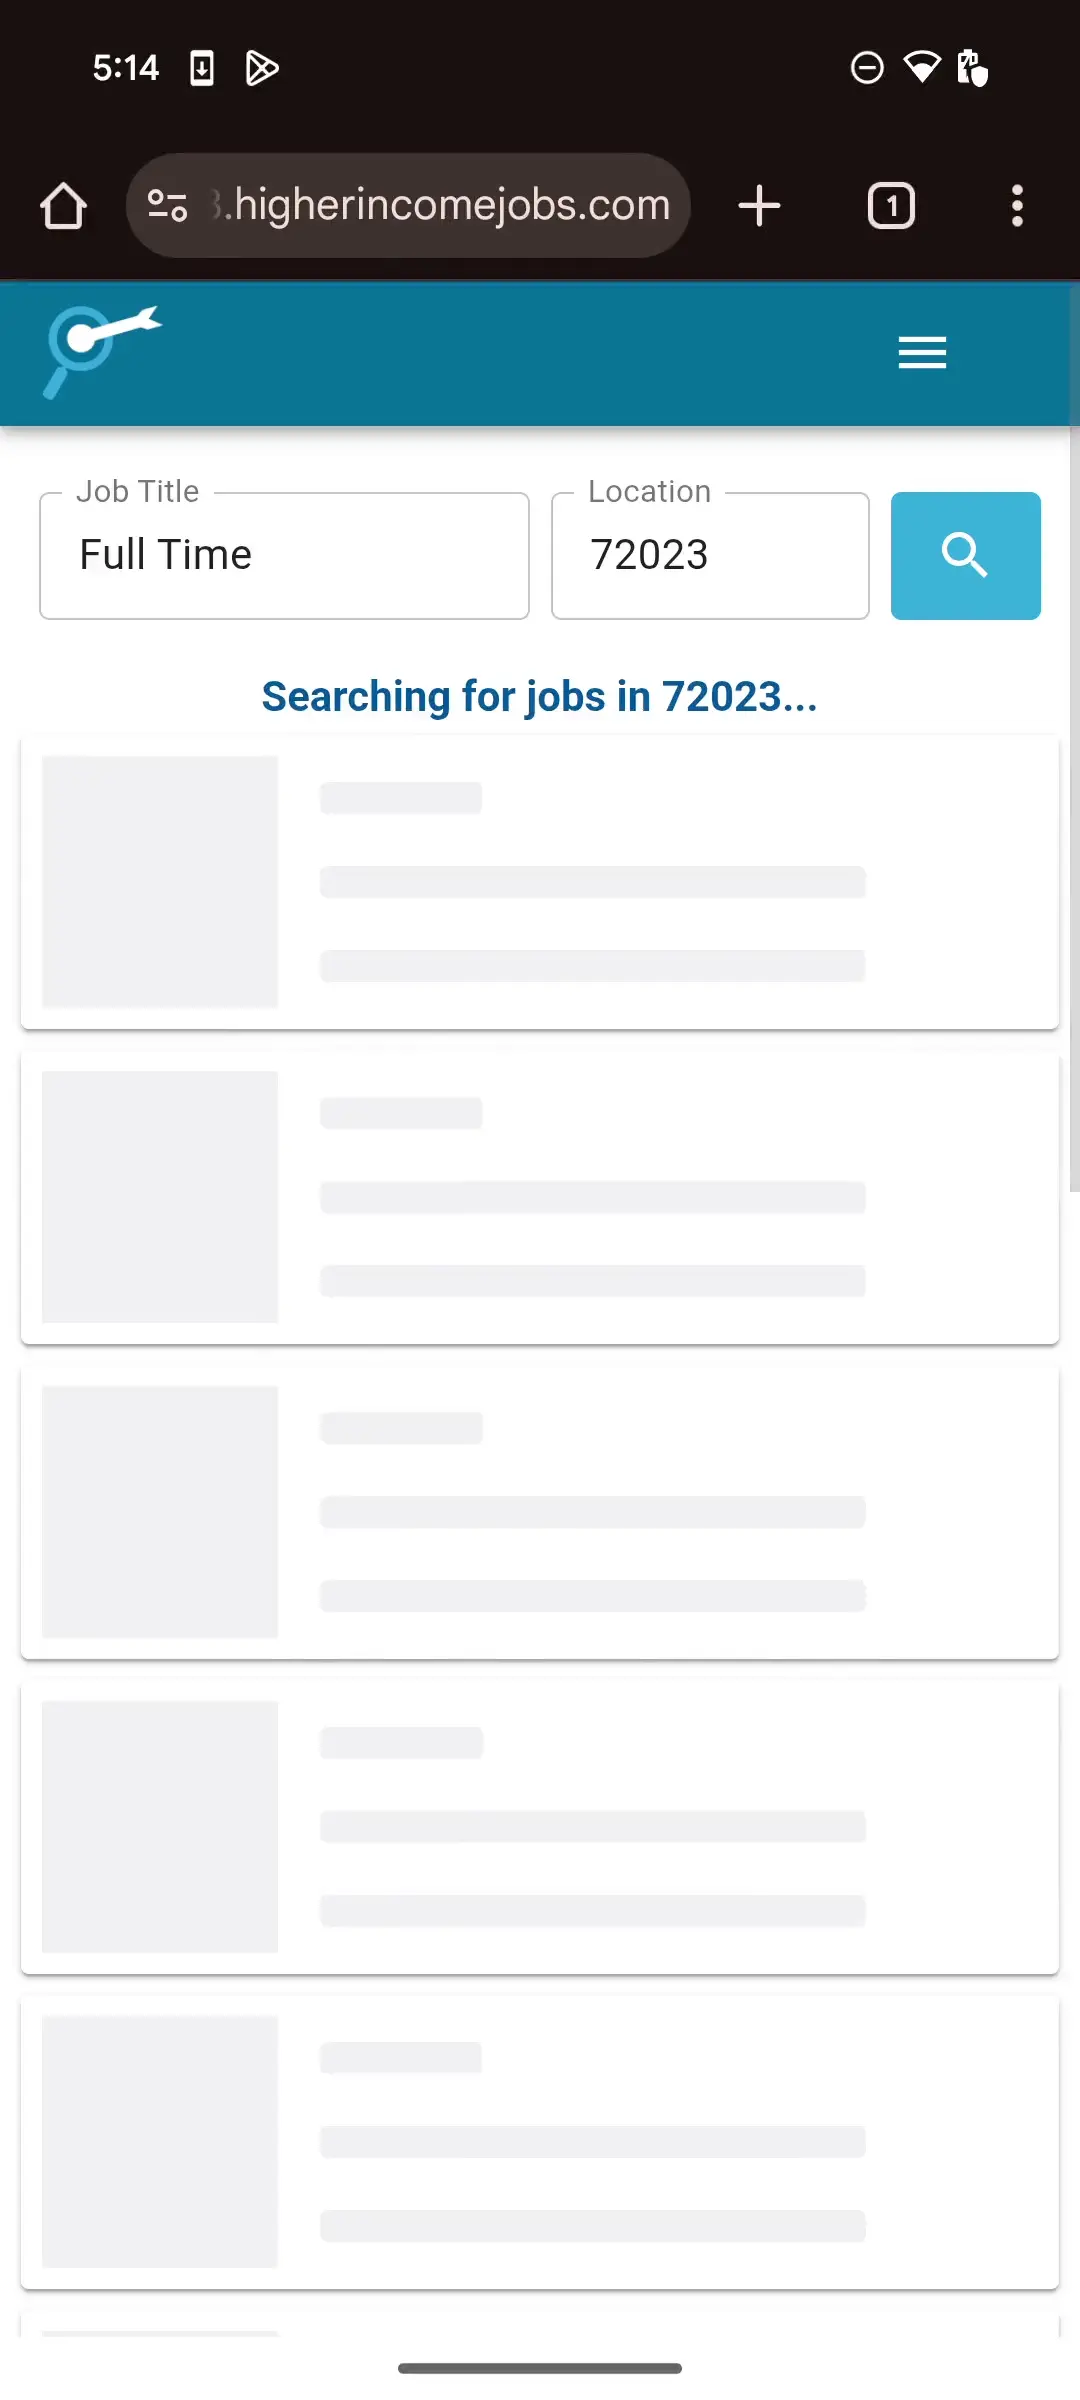 5:14
.higherincomejobs.com
1
Job Title
Location
Full Time
72023
Searching for jobs in 72023...